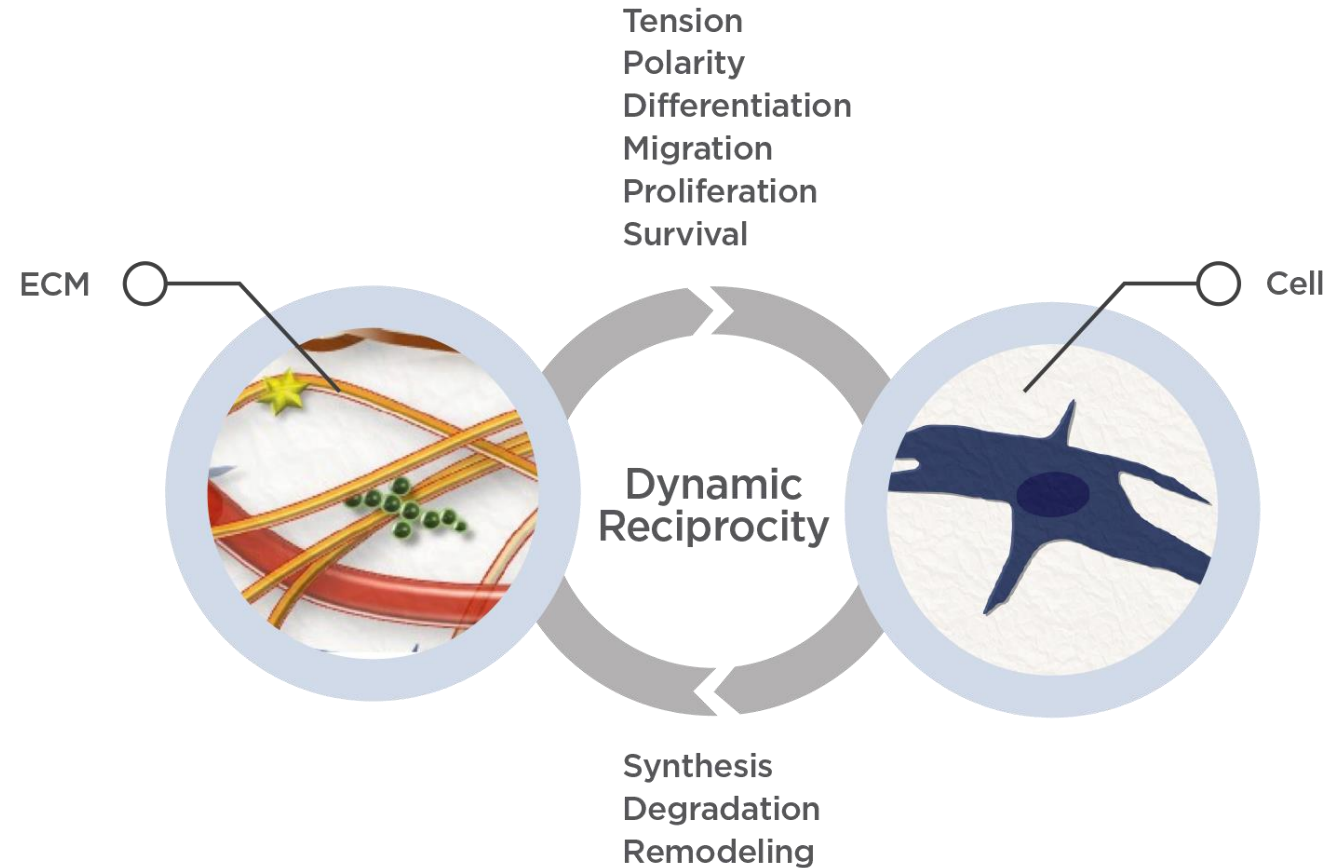 Tension
Polarity
Differentiation
Migration
Proliferation
Survival
ECM
Cell
Dynamic
Reciprocity
Synthesis
Degradation
Remodeling